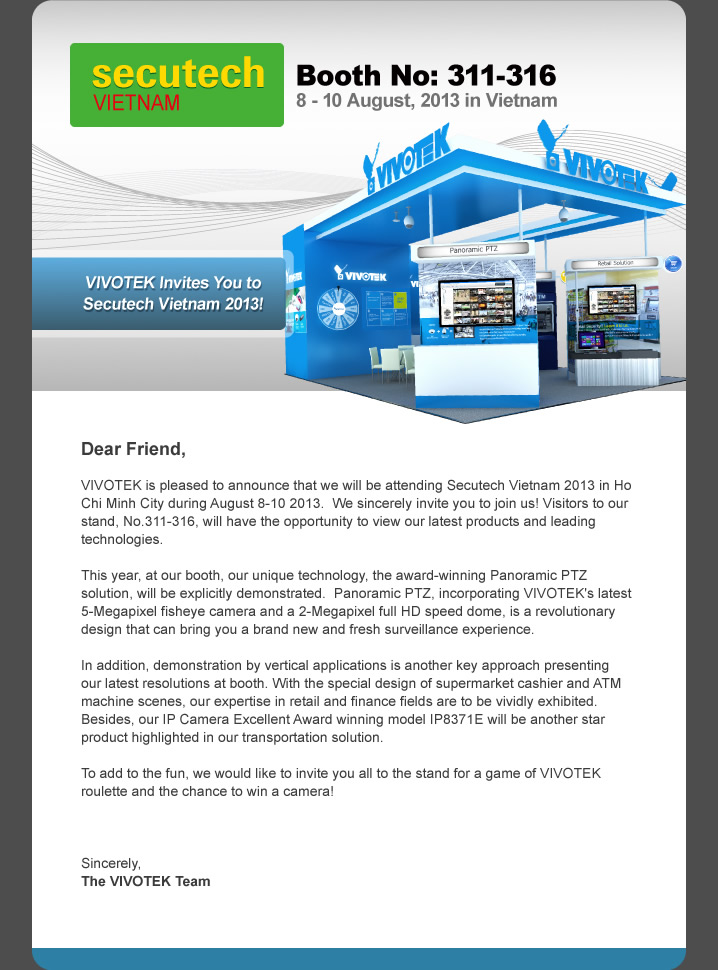 secutech
VIETNAM
Booth No: 311-316
8 - 10 August, 2013 in Vietnam
VIVOTEK
VIVOTEK
Panoramic PTZ
Retail Solution
VIVOTEK
VIVOTEK Invites You to
Secutech Vietnam 2013!
Dear Friend,
VIVOTEK is pleased to announce that we will be attending Secutech Vietnam 2013 in Ho
Chi Minh City during August 8-10 2013.  We sincerely invite you to join us! Visitors to our
stand, No.311-316, will have the opportunity to view our latest products and leading
technologies.
This year, at our booth, our unique technology, the award-winning Panoramic PTZ
solution, will be explicitly demonstrated.  Panoramic PTZ, incorporating VIVOTEK's latest
5-Megapixel fisheye camera and a 2-Megapixel full HD speed dome, is a revolutionary
design that can bring you a brand new and fresh surveillance experience.
In addition, demonstration by vertical applications is another key approach presenting
our latest resolutions at booth. With the special design of supermarket cashier and ATM
machine scenes, our expertise in retail and finance fields are to be vividly exhibited.
Besides, our IP Camera Excellent Award winning model IP8371E will be another star
product highlighted in our transportation solution.
To add to the fun, we would like to invite you all to the stand for a game of VIVOTEK
roulette and the chance to win a camera!
Sincerely,
The VIVOTEK Team